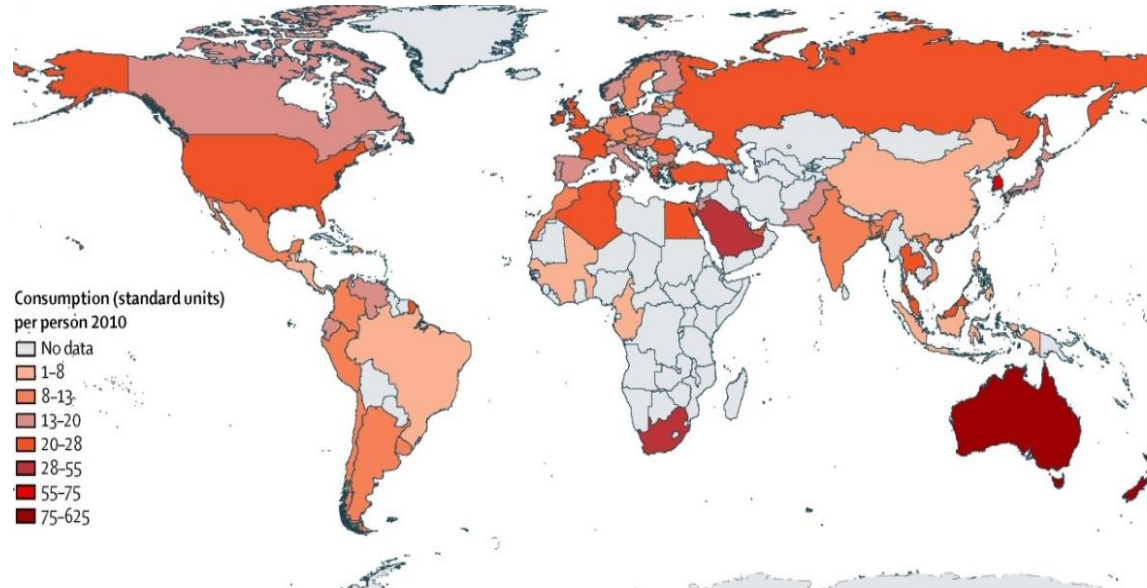 Consumption (standard units)
per person 2010
No data
1–8
8–13
13–20
20–28
28–55
55–75
75–625